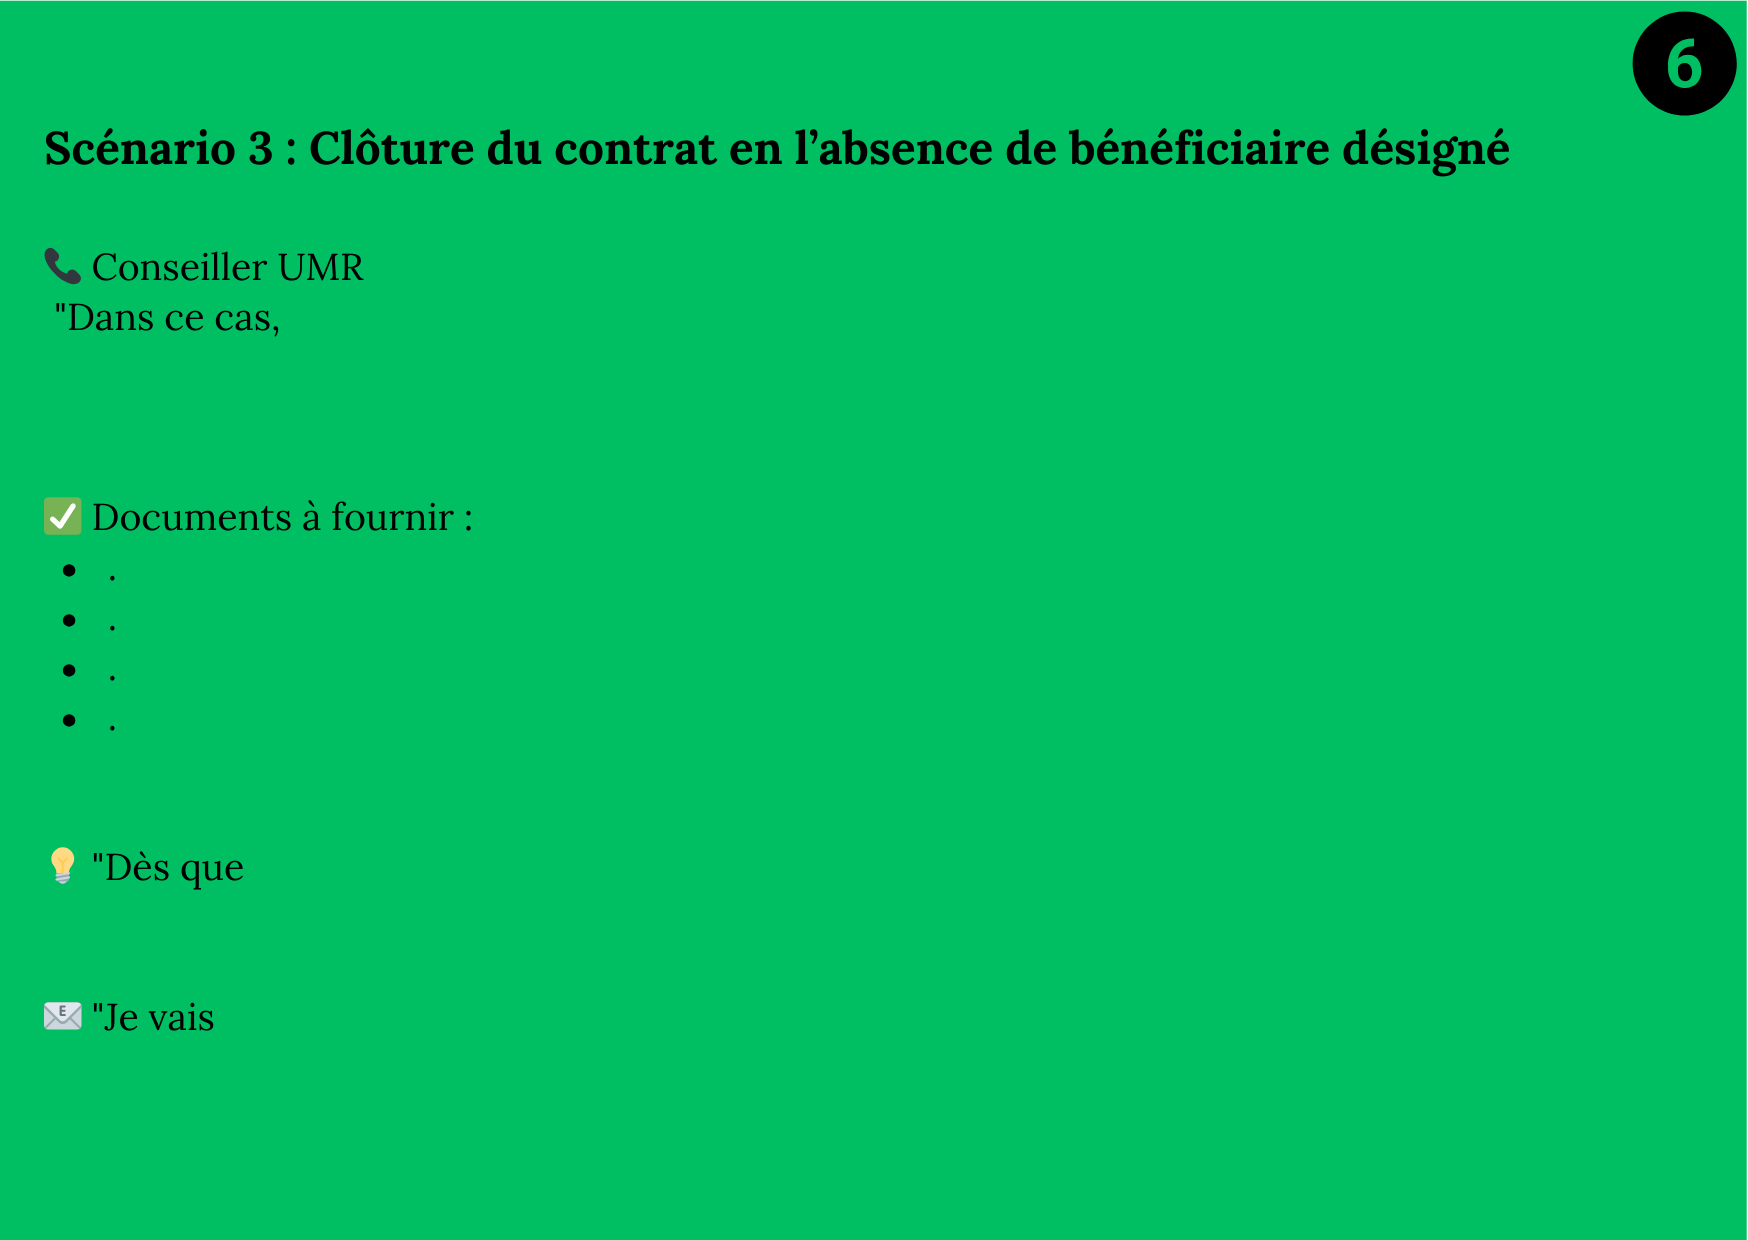 6
Scénario 3 : Clôture du contrat en l’absence de bénéficiaire désigné
📞 Conseiller UMR
"Dans ce cas,
✅ Documents à fournir :
• .
• .
• .
• .
💡 "Dès que
📧 "Je vais